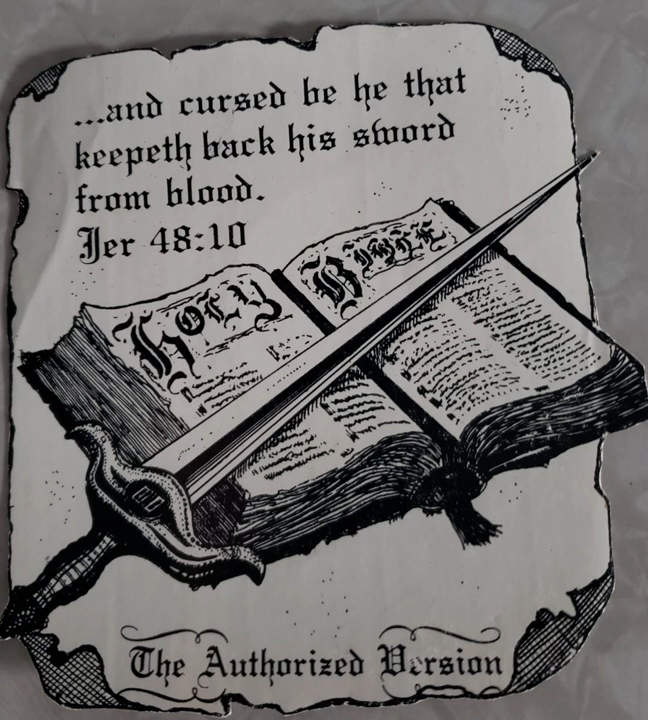 ...and cursed be he that
keepeth back his sword
from blood.
Jer 48:10
Holy Bible
The Authorized Version